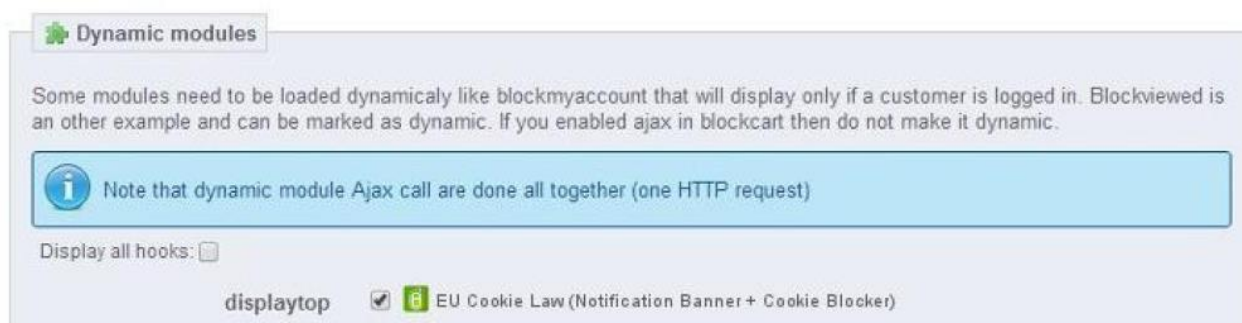 Dynamic modules
Some modules need to be loaded dynamicaly like blockmyaccount that will display only if a customer is logged in. Blockviewed is
an other example and can be marked as dynamic. If you enabled ajax in blockcart then do not make it dynamic.
Note that dynamic module Ajax call are done all together (one HTTP request)
Display all hooks:
displaytop EU Cookie Law (Notification Banner + Cookie Blocker)